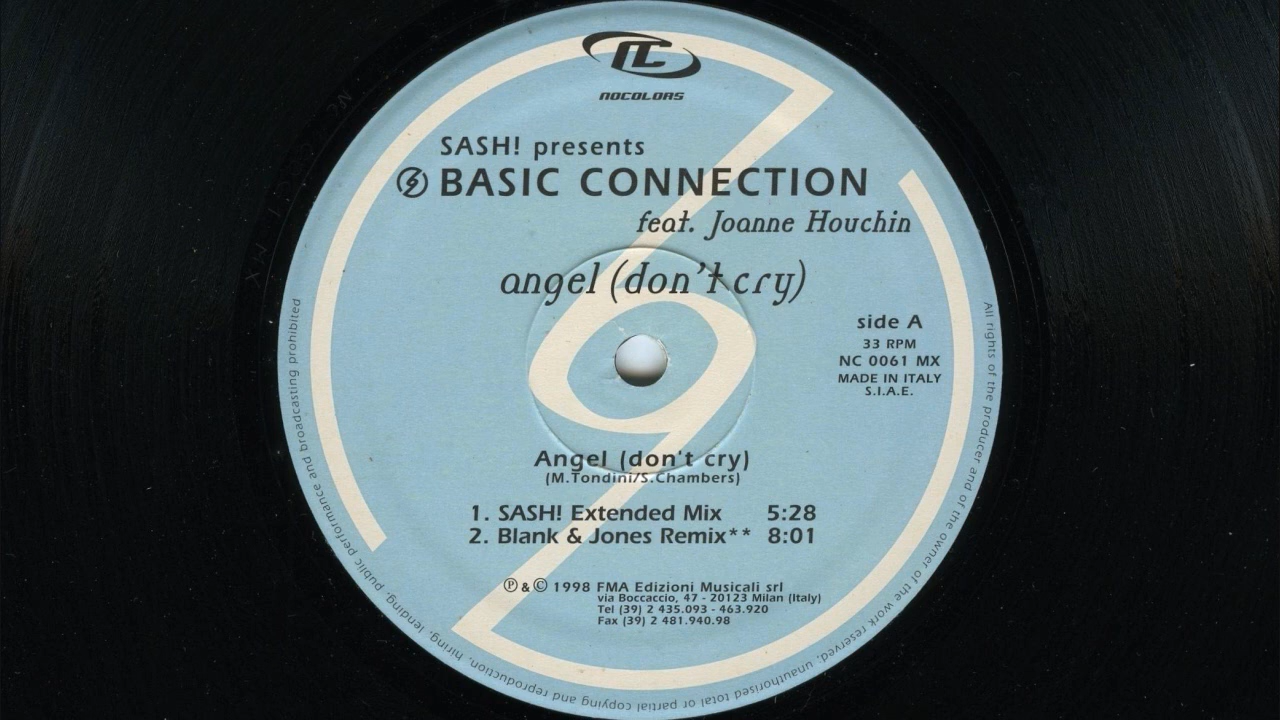 NOCOLORS
SASH! presents
BASIC CONNECTION
feat. Joanne Houchin
angel (don't cry)
side A
33 RPM
NC 0061 MX
MADE IN ITALY
S.I.A.E.
Angel (don't cry)
(M.Tondini/S.Chambers)
1. SASH! Extended Mix 5:28
2. Blank & Jones Remix** 8:01
℗ & © 1998 FMA Edizioni Musicali srl
via Boccaccio, 47 - 20123 Milan (Italy)
Tel (39) 2 435.093 - 463.920
Fax (39) 2 481.940.98
All rights of the producer and of the owner of the work reserved. unauthorised total or partial copying and reproduction, hiring, lending, public performance and broadcasting prohibited